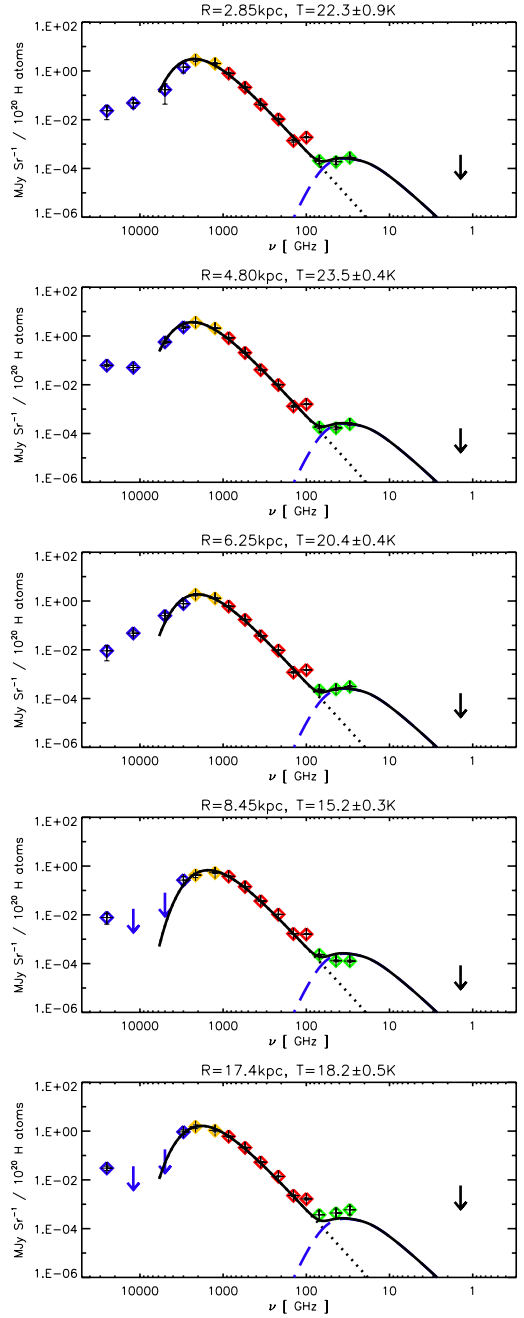 R=2.85kpc, T=22.3±0.9K
1.E+02
1.E+00
1.E−02
1.E−04
1.E−06
MJy Sr⁻¹ / 10²⁰ H atoms
10000 1000 100 10 1
ν [ GHz ]
R=4.80kpc, T=23.5±0.4K
1.E+02
1.E+00
1.E−02
1.E−04
1.E−06
MJy Sr⁻¹ / 10²⁰ H atoms
10000 1000 100 10 1
ν [ GHz ]
R=6.25kpc, T=20.4±0.4K
1.E+02
1.E+00
1.E−02
1.E−04
1.E−06
MJy Sr⁻¹ / 10²⁰ H atoms
10000 1000 100 10 1
ν [ GHz ]
R=8.45kpc, T=15.2±0.3K
1.E+02
1.E+00
1.E−02
1.E−04
1.E−06
MJy Sr⁻¹ / 10²⁰ H atoms
10000 1000 100 10 1
ν [ GHz ]
R=17.4kpc, T=18.2±0.5K
1.E+02
1.E+00
1.E−02
1.E−04
1.E−06
MJy Sr⁻¹ / 10²⁰ H atoms
10000 1000 100 10 1
ν [ GHz ]